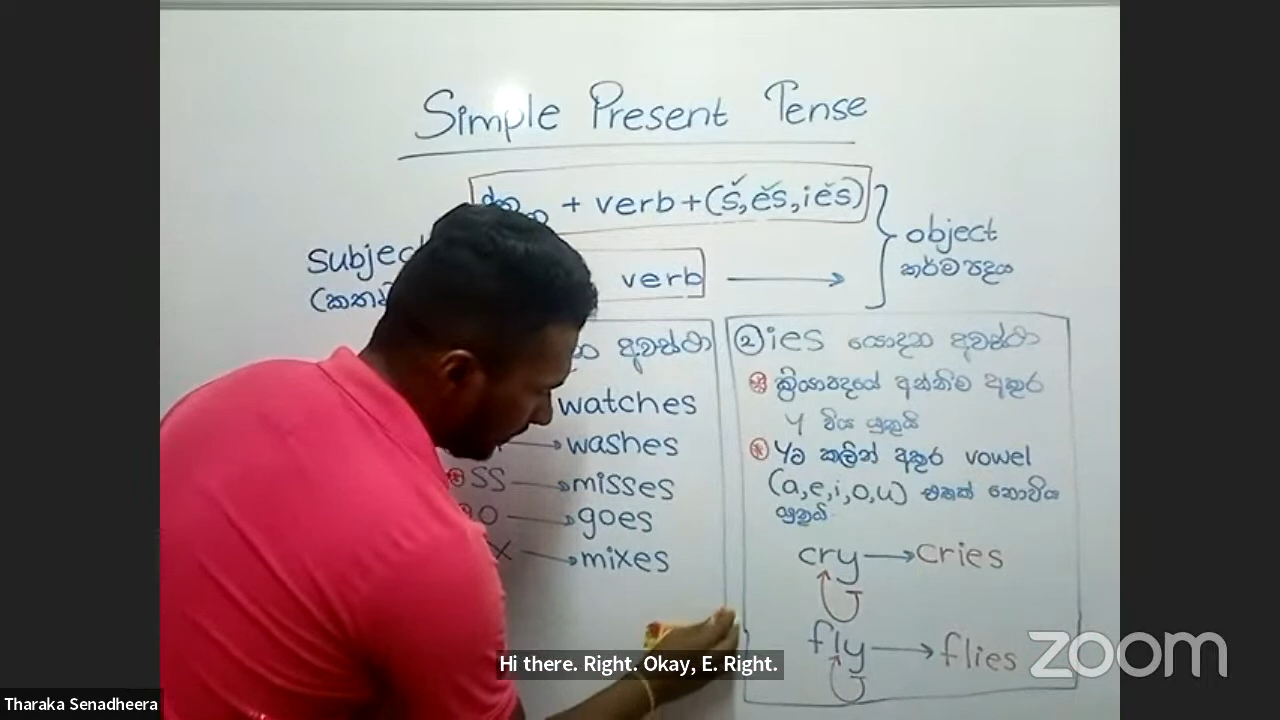 Simple Present Tense
+ verb + (s, es, ies)
object
කර්මපදය
verb
අවස්ථා
watches
washes
SS → misses
O → goes
x → mixes
② ies යොදන අවස්ථා
ක්‍රියාපදයේ අන්තිම අකුර
y විය යුතුයි
yට කලින් අකුර vowel
(a, e, i, o, u) එකක් නොවිය
යුතුයි
cry → cries
fly → flies
zoom
Hi there. Right. Okay, E. Right.
Tharaka Senadheera